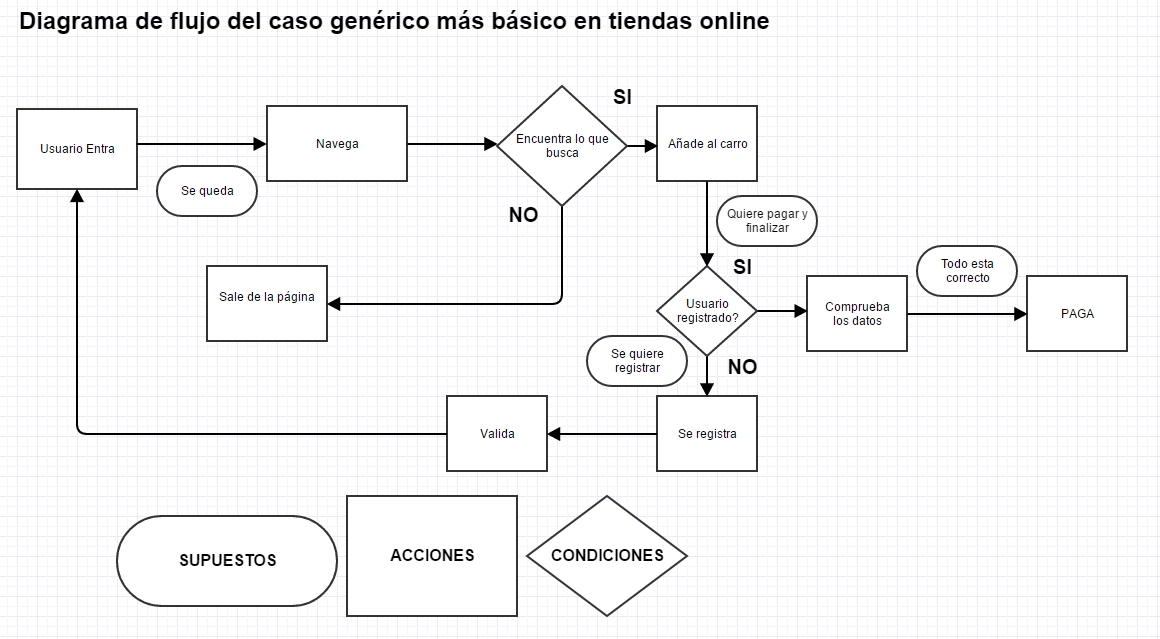 Diagrama de flujo del caso genérico más básico en tiendas online
Usuario Entra
Se queda
Navega
Encuentra lo que
busca
SI
NO
Añade al carro
Sale de la página
Quiere pagar y
finalizar
SI
Usuario
registrado?
Comprueba
los datos
Todo esta
correcto
PAGA
Se quiere
registrar
NO
Se registra
Valida
SUPUESTOS
ACCIONES
CONDICIONES